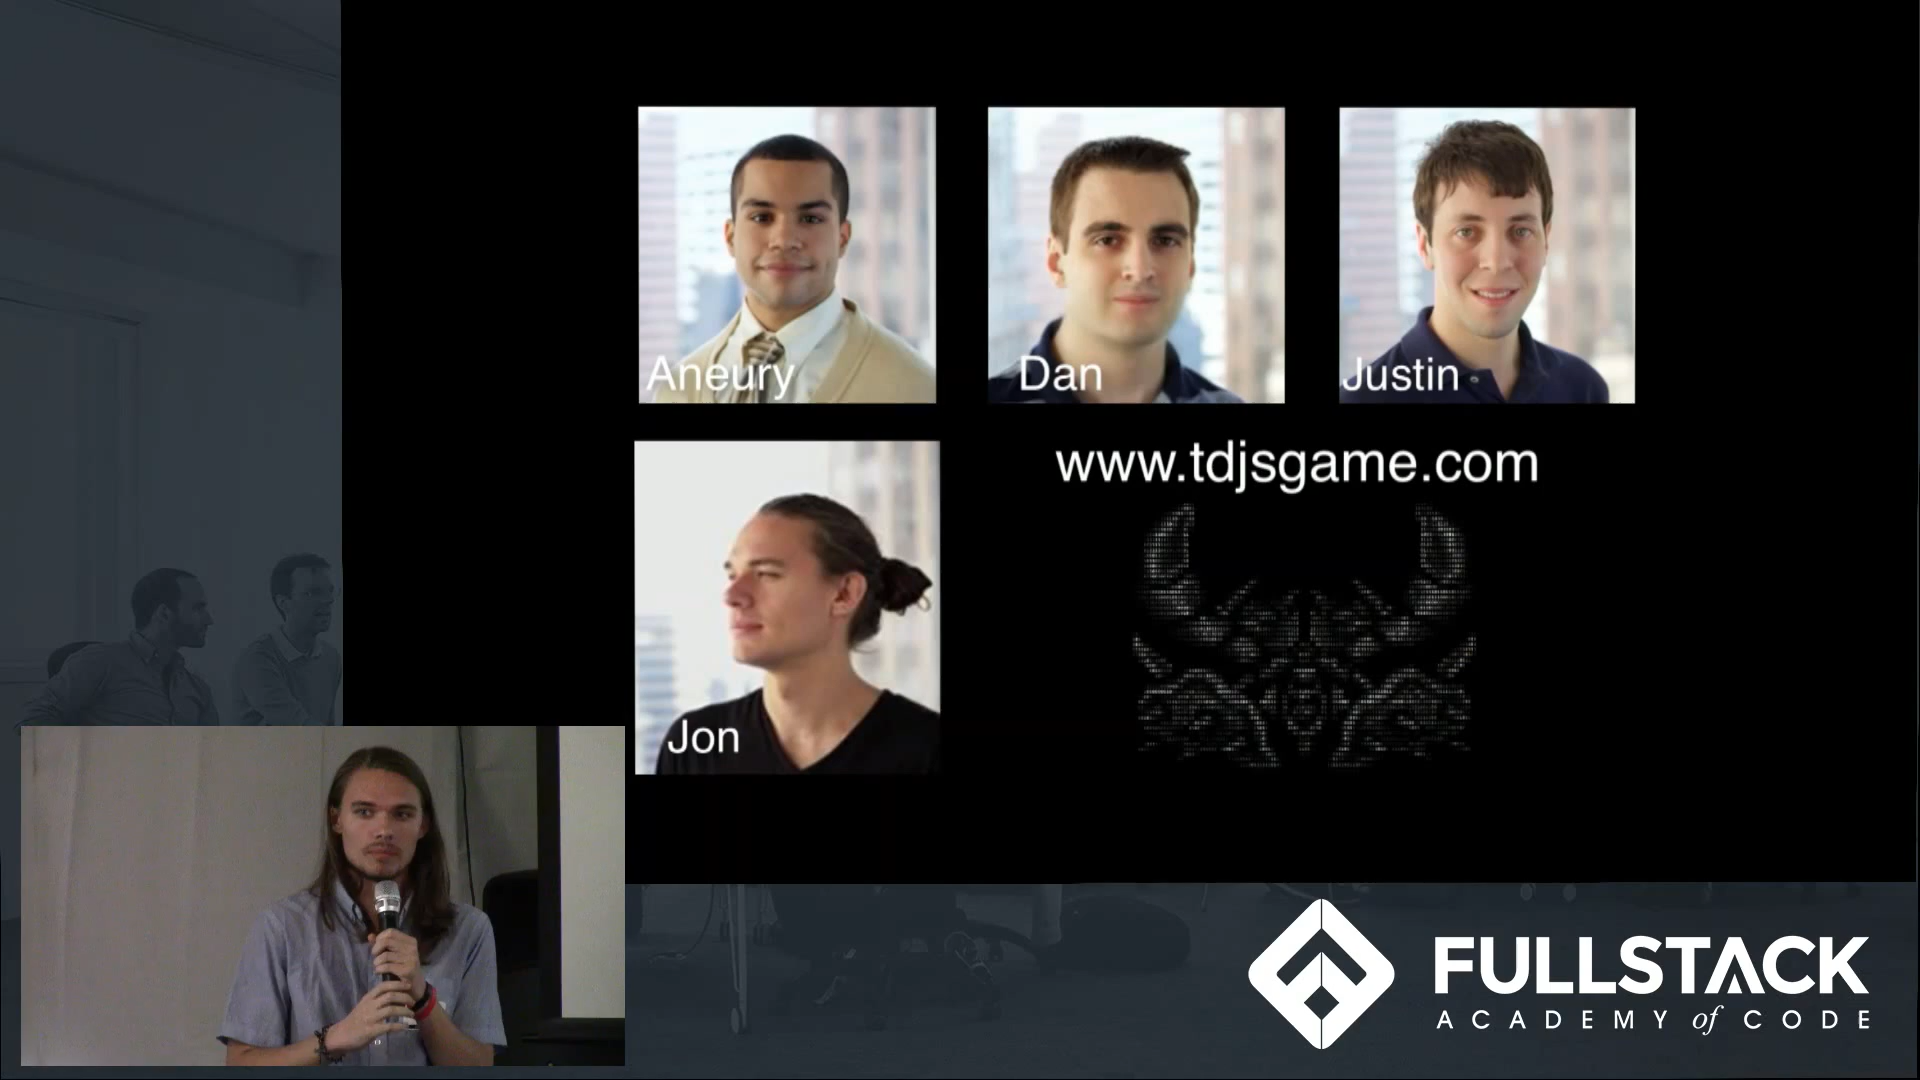 Aneury
Dan
Justin
www.tdjsgame.com
Jon
FULLSTACK
ACADEMY of CODE